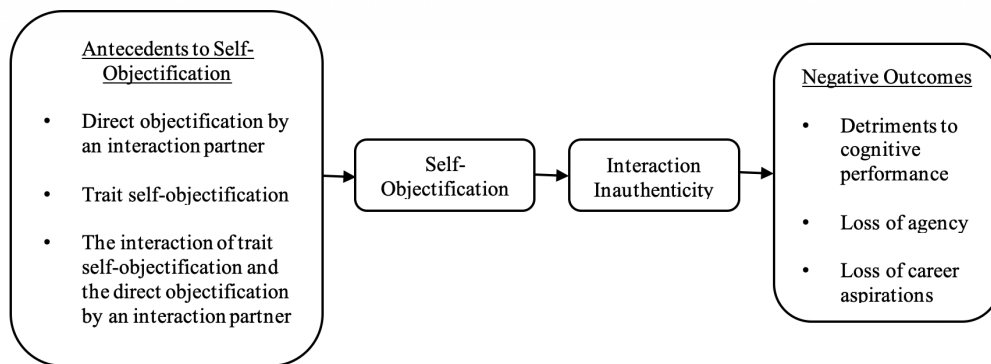 Antecedents to Self-
Objectification
• Direct objectification by
an interaction partner
• Trait self-objectification
• The interaction of trait
self-objectification and
the direct objectification
by an interaction partner
Self-
Objectification
Interaction
Inauthenticity
Negative Outcomes
• Detriments to
cognitive
performance
• Loss of agency
• Loss of career
aspirations